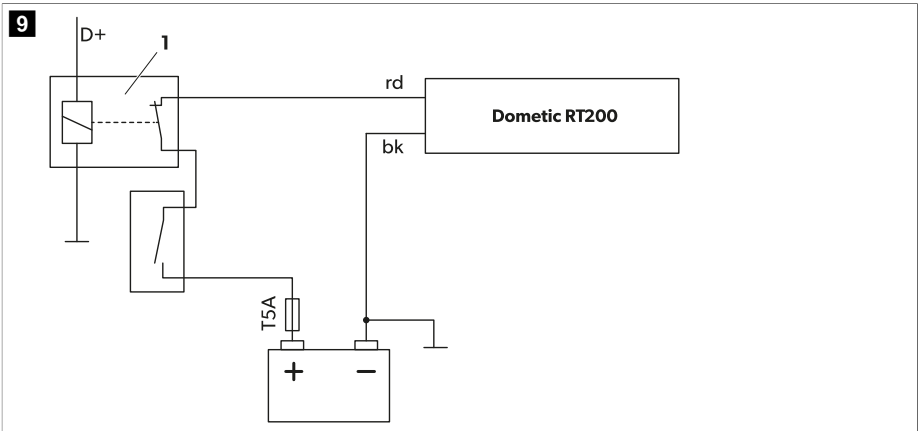 9
D+
1
rd
Dometic RT200
bk
T5A
+ −